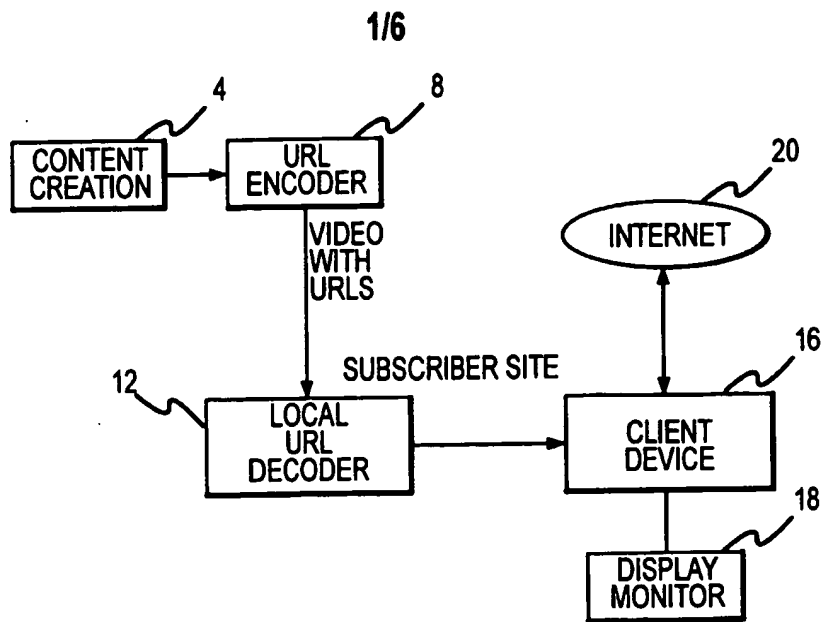 1/6
4
8
CONTENT
CREATION
URL
ENCODER
20
INTERNET
VIDEO
WITH
URLS
SUBSCRIBER SITE
16
12
LOCAL
URL
DECODER
CLIENT
DEVICE
18
DISPLAY
MONITOR